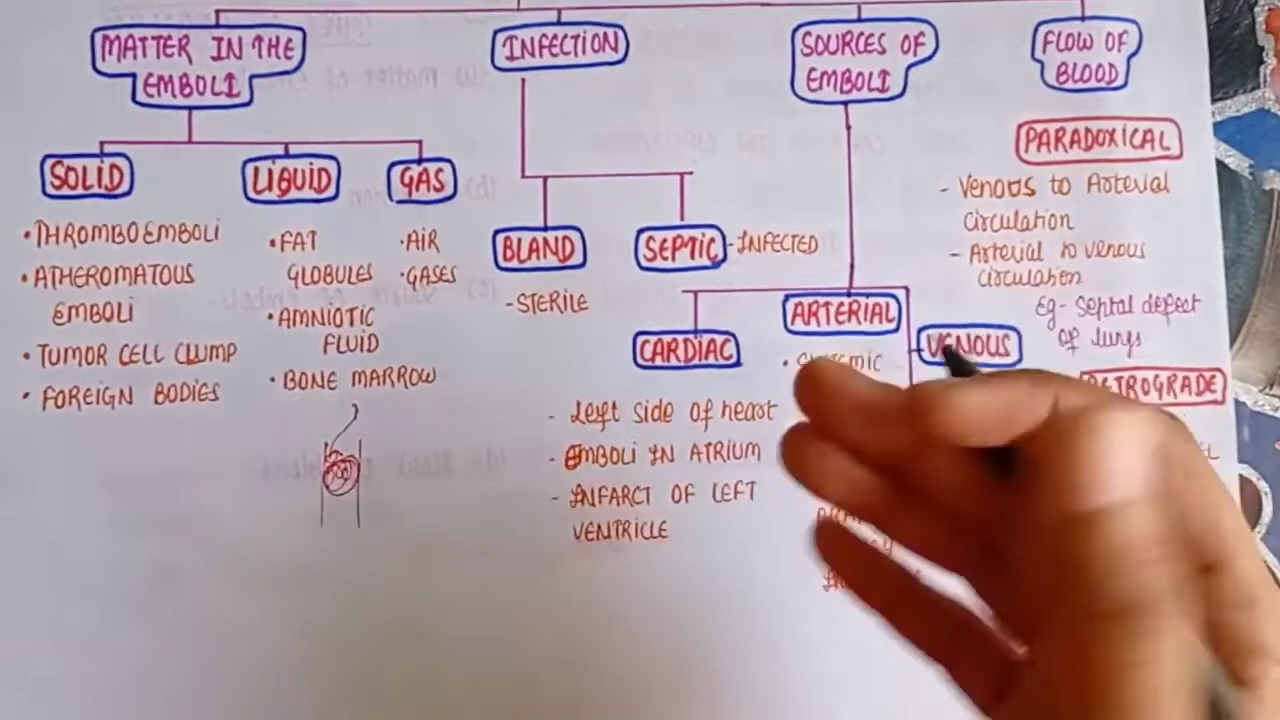 MATTER IN THE
EMBOLI
INFECTION
SOURCES OF
EMBOLI
FLOW OF
BLOOD
SOLID
LIQUID
GAS
• THROMBOEMBOLI
• ATHEROMATOUS
EMBOLI
• TUMOR CELL CLUMP
• FOREIGN BODIES
• FAT
GLOBULES
• AMNIOTIC
FLUID
• BONE MARROW
• AIR
• GASES
BLAND
- STERILE
SEPTIC - INFECTED
CARDIAC
- Left side of heart
- EMBOLI IN ATRIUM
- INFARCT OF LEFT
VENTRICLE
ARTERIAL
VENOUS
PARADOXICAL
- Venous to Arterial
circulation
- Arterial to venous
circulation
Eg - Septal defect
of lungs